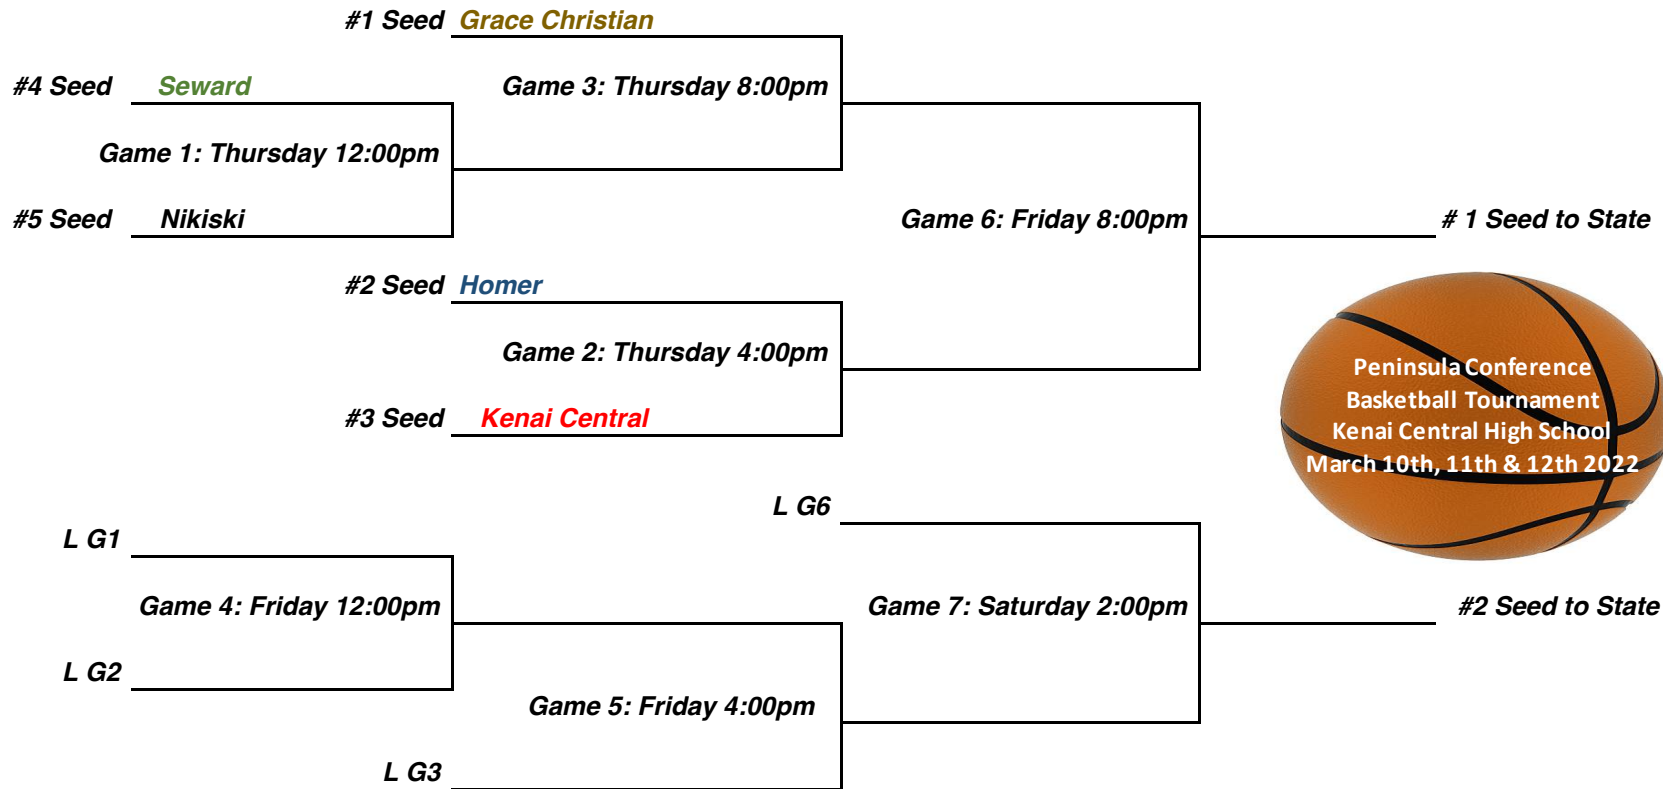 #1 Seed Grace Christian
#4 Seed Seward
Game 3: Thursday 8:00pm
Game 1: Thursday 12:00pm
#5 Seed Nikiski
Game 6: Friday 8:00pm
# 1 Seed to State
#2 Seed Homer
Game 2: Thursday 4:00pm
#3 Seed Kenai Central
Peninsula Conference
Basketball Tournament
Kenai Central High School
March 10th, 11th & 12th 2022
L G6
L G1
Game 4: Friday 12:00pm
Game 7: Saturday 2:00pm
#2 Seed to State
L G2
Game 5: Friday 4:00pm
L G3